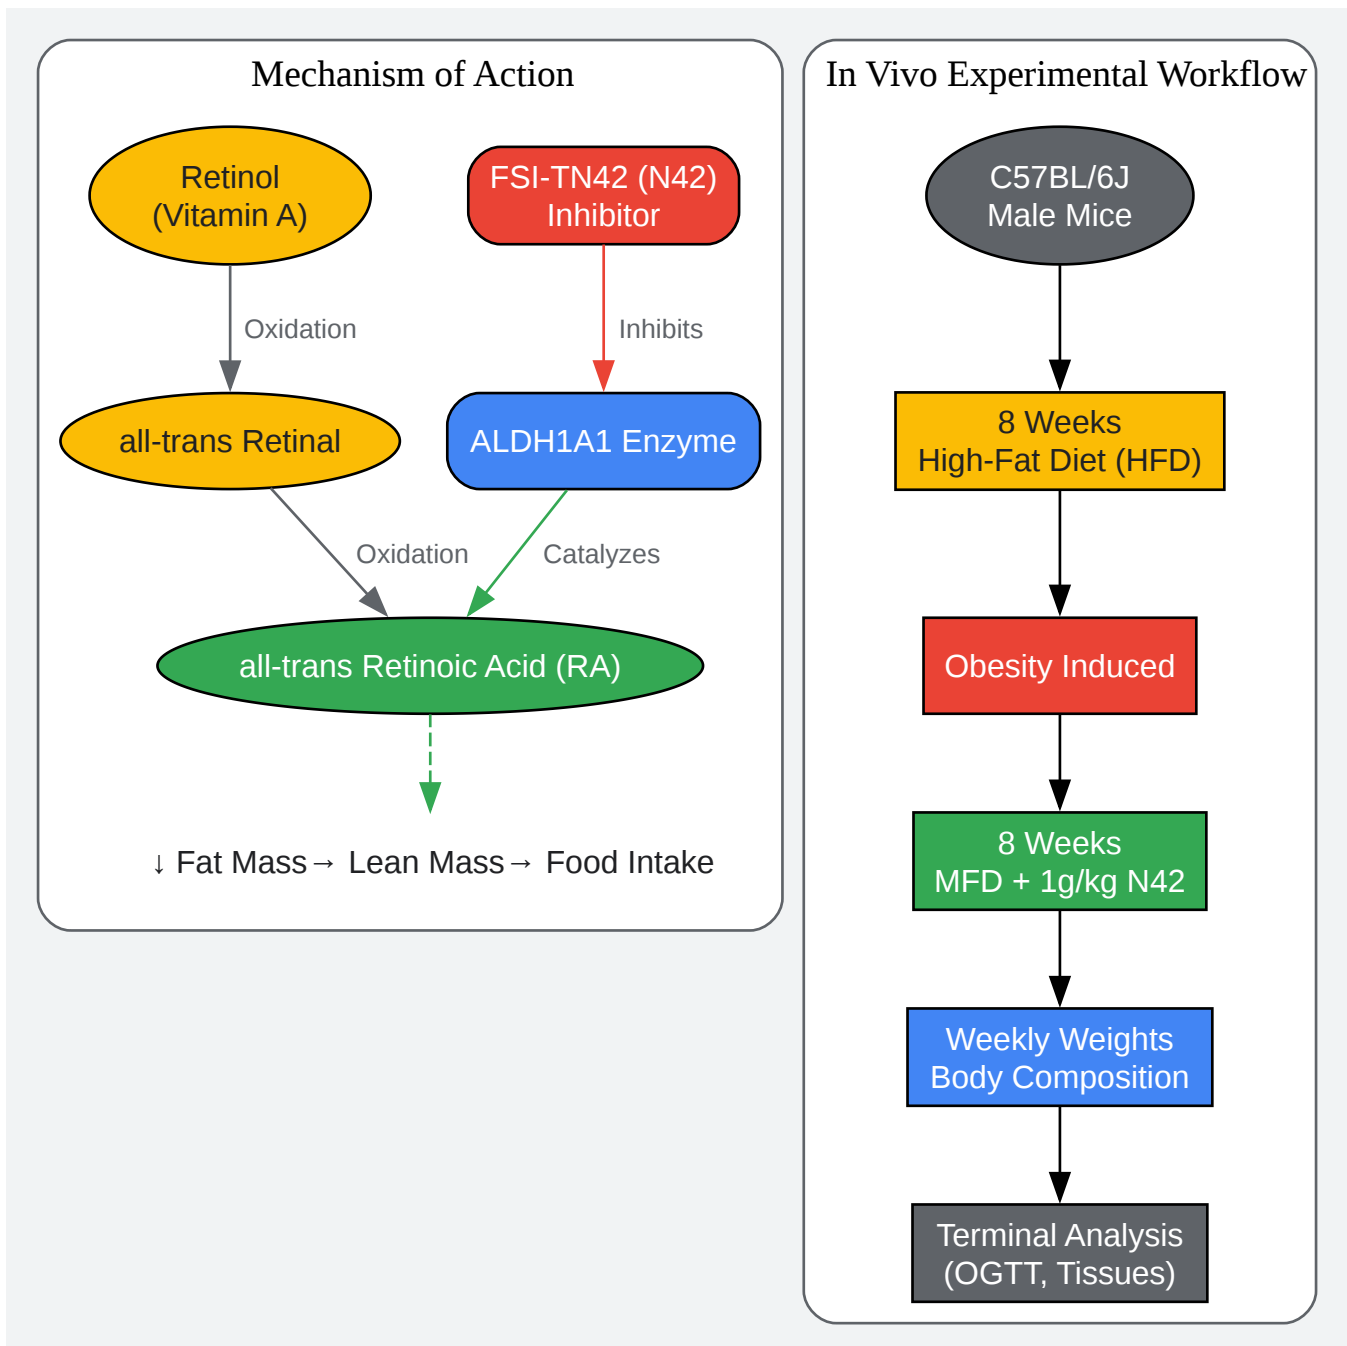 Mechanism of Action
Retinol
(Vitamin A)
FSI-TN42 (N42)
Inhibitor
Oxidation
Inhibits
all-trans Retinal
ALDH1A1 Enzyme
Oxidation
Catalyzes
all-trans Retinoic Acid (RA)
↓ Fat Mass→ Lean Mass→ Food Intake
In Vivo Experimental Workflow
C57BL/6J
Male Mice
8 Weeks
High-Fat Diet (HFD)
Obesity Induced
8 Weeks
MFD + 1g/kg N42
Weekly Weights
Body Composition
Terminal Analysis
(OGTT, Tissues)